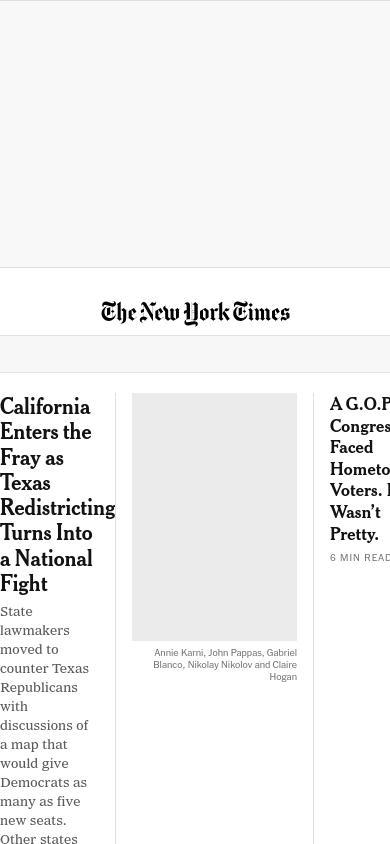 The New York Times
California
Enters the
Fray as
Texas
Redistricting
Turns Into
a National
Fight
State
lawmakers
moved to
counter Texas
Republicans
with
discussions of
a map that
would give
Democrats as
many as five
new seats.
Other states
Annie Karni, John Pappas, Gabriel
Blanco, Nikolay Nikolov and Claire
Hogan
A G.O.P
Congres
Faced
Hometo
Voters. I
Wasn't
Pretty.
6 MIN READ